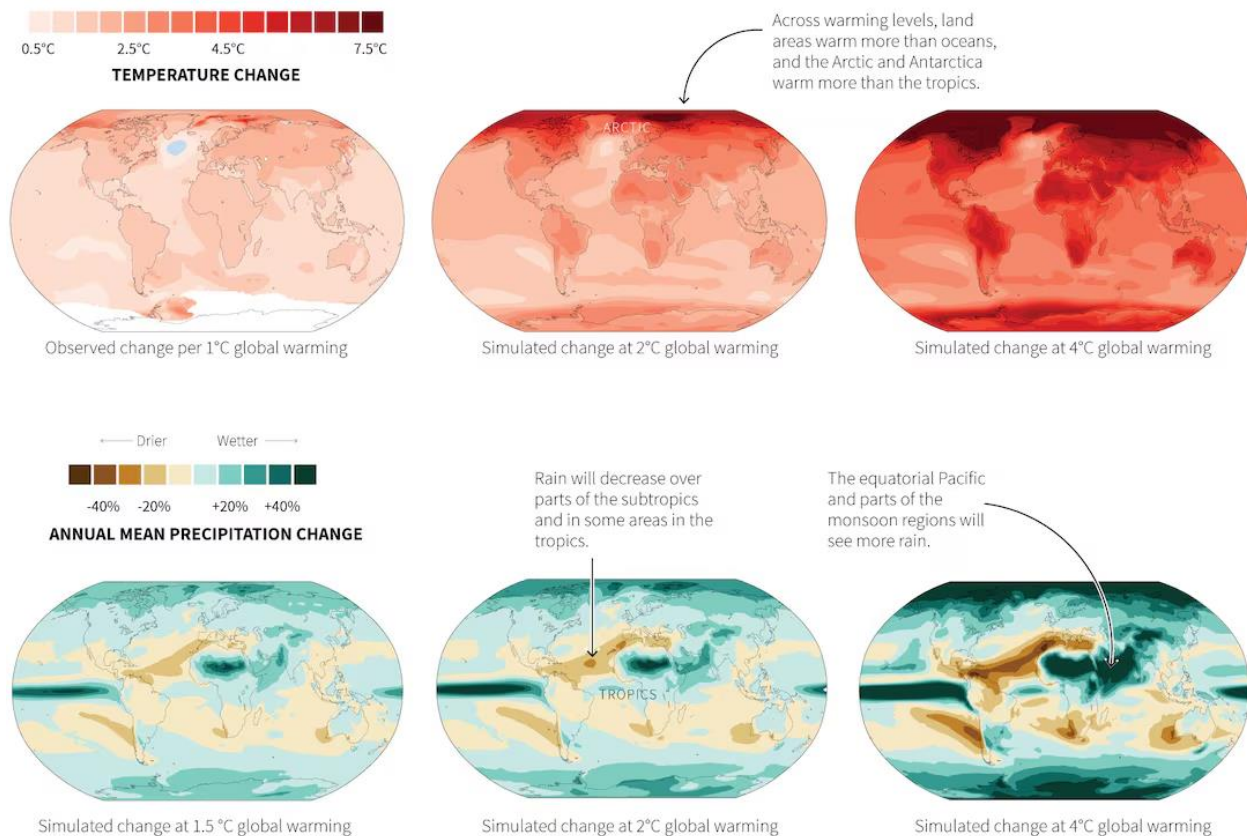 0.5°C 2.5°C 4.5°C 7.5°C
TEMPERATURE CHANGE
Across warming levels, land
areas warm more than oceans,
and the Arctic and Antarctica
warm more than the tropics.
ARCTIC
Observed change per 1°C global warming
Simulated change at 2°C global warming
Simulated change at 4°C global warming
Drier Wetter
-40% -20% +20% +40%
ANNUAL MEAN PRECIPITATION CHANGE
Rain will decrease over
parts of the subtropics
and in some areas in the
tropics.
The equatorial Pacific
and parts of the
monsoon regions will
see more rain.
TROPICS
Simulated change at 1.5 °C global warming
Simulated change at 2°C global warming
Simulated change at 4°C global warming